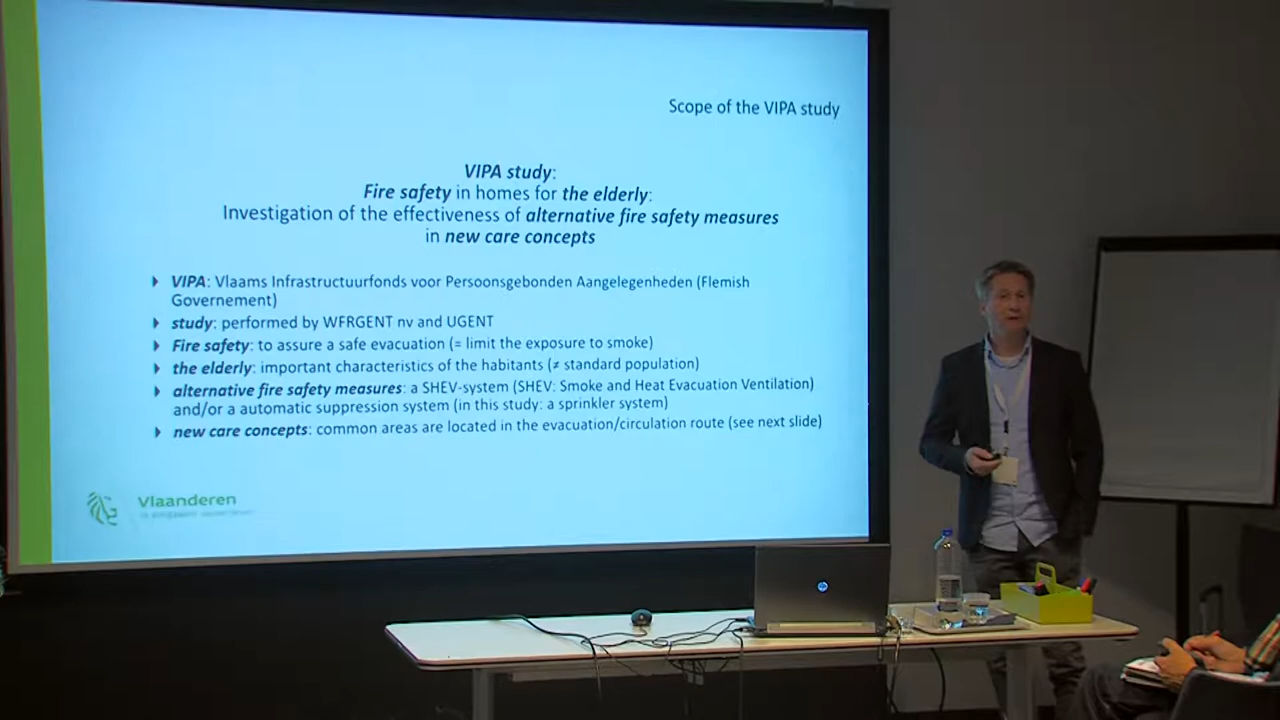 Scope of the VIPA study
VIPA study:
Fire safety in homes for the elderly:
Investigation of the effectiveness of alternative fire safety measures
in new care concepts
VIPA: Vlaams Infrastructuurfonds voor Persoonsgebonden Aangelegenheden (Flemish
Governement)
study: performed by WFRGENT nv and UGENT
Fire safety: to assure a safe evacuation (= limit the exposure to smoke)
the elderly: important characteristics of the habitants (≠ standard population)
alternative fire safety measures: a SHEV-system (SHEV: Smoke and Heat Evacuation Ventilation)
and/or a automatic suppression system (in this study: a sprinkler system)
new care concepts: common areas are located in the evacuation/circulation route (see next slide)
Vlaanderen
hp